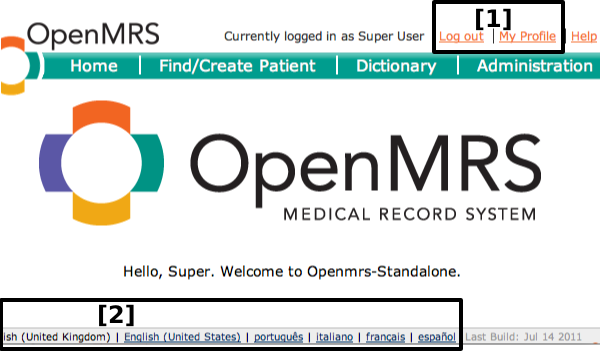 [1]
OpenMRS
Currently logged in as Super User Log out | My Profile | Help
Home Find/Create Patient Dictionary Administration
OpenMRS
MEDICAL RECORD SYSTEM
Hello, Super. Welcome to Openmrs-Standalone.
[2]
ish (United Kingdom) | English (United States) | português | italiano | français | español Last Build: Jul 14 2011